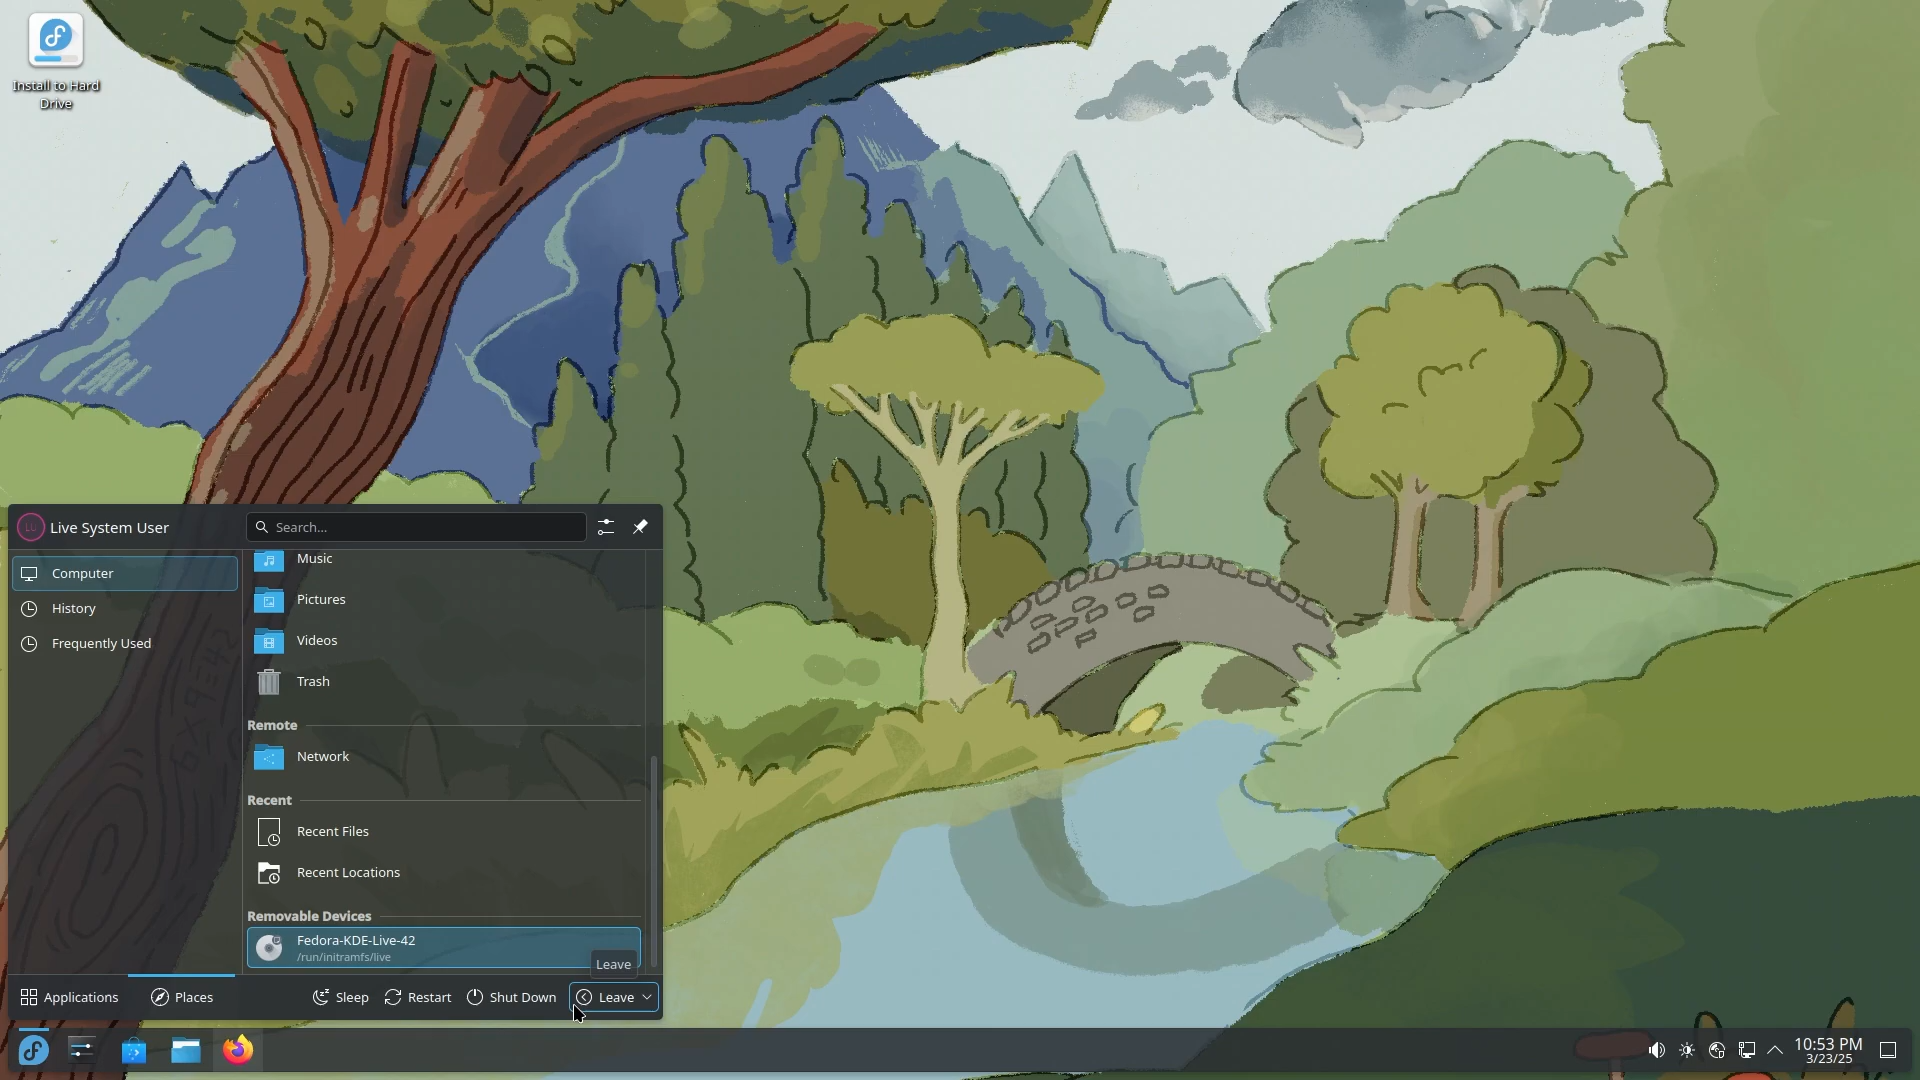 Install to Hard
Drive
LU Live System User
Search...
Computer
History
Frequently Used
Music
Pictures
Videos
Trash
Remote
Network
Recent
Recent Files
Recent Locations
Removable Devices
Fedora-KDE-Live-42
/run/initramfs/live
Leave
Applications
Places
Sleep
Restart
Shut Down
Leave
10:53 PM
3/23/25